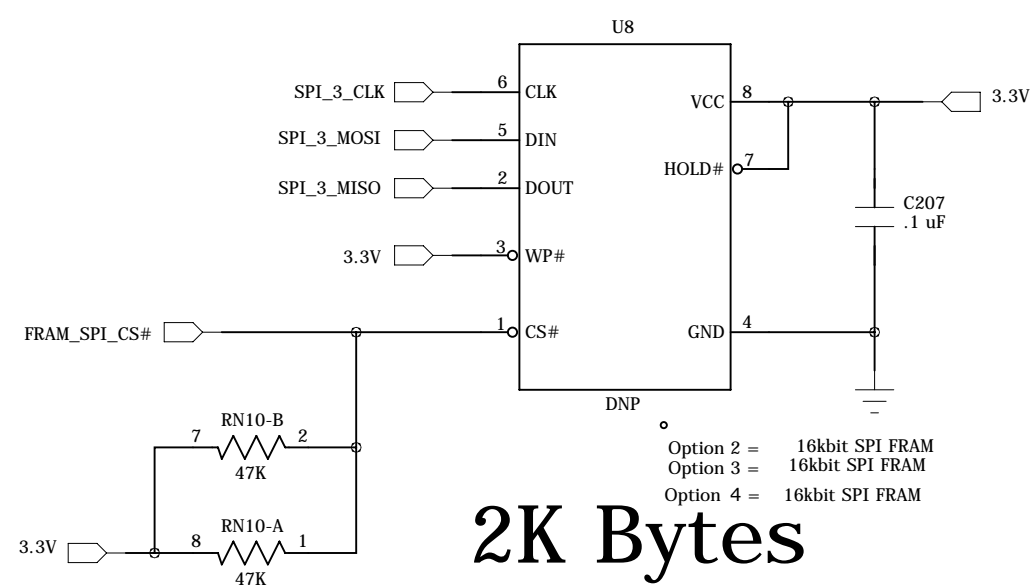 U8
SPI_3_CLK 6 CLK VCC 8 3.3V
SPI_3_MOSI 5 DIN
HOLD# 7
SPI_3_MISO 2 DOUT
C207
.1 uF
3.3V 3 WP#
FRAM_SPI_CS# 1 CS# GND 4
DNP
RN10-B
7 2
47K
Option 2 = 16kbit SPI FRAM
Option 3 = 16kbit SPI FRAM
Option 4 = 16kbit SPI FRAM
2K Bytes
RN10-A
3.3V 8 1
47K